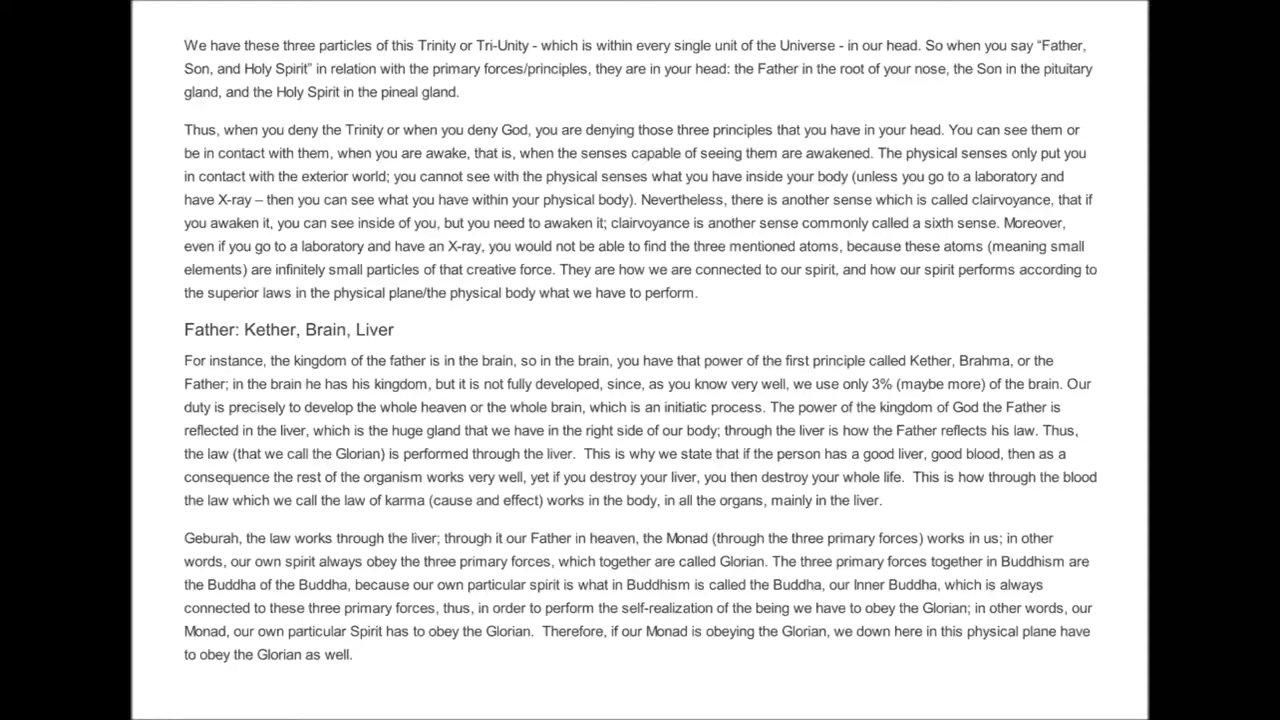 We have these three particles of this Trinity or Tri-Unity - which is within every single unit of the Universe - in our head. So when you say “Father,
Son, and Holy Spirit” in relation with the primary forces/principles, they are in your head: the Father in the root of your nose, the Son in the pituitary
gland, and the Holy Spirit in the pineal gland.
Thus, when you deny the Trinity or when you deny God, you are denying those three principles that you have in your head. You can see them or
be in contact with them, when you are awake, that is, when the senses capable of seeing them are awakened. The physical senses only put you
in contact with the exterior world; you cannot see with the physical senses what you have inside your body (unless you go to a laboratory and
have X-ray – then you can see what you have within your physical body). Nevertheless, there is another sense which is called clairvoyance, that if
you awaken it, you can see inside of you, but you need to awaken it; clairvoyance is another sense commonly called a sixth sense. Moreover,
even if you go to a laboratory and have an X-ray, you would not be able to find the three mentioned atoms, because these atoms (meaning small
elements) are infinitely small particles of that creative force. They are how we are connected to our spirit, and how our spirit performs according to
the superior laws in the physical plane/the physical body what we have to perform.
Father: Kether, Brain, Liver
For instance, the kingdom of the father is in the brain, so in the brain, you have that power of the first principle called Kether, Brahma, or the
Father; in the brain he has his kingdom, but it is not fully developed, since, as you know very well, we use only 3% (maybe more) of the brain. Our
duty is precisely to develop the whole heaven or the whole brain, which is an initiatic process. The power of the kingdom of God the Father is
reflected in the liver, which is the huge gland that we have in the right side of our body; through the liver is how the Father reflects his law. Thus,
the law (that we call the Glorian) is performed through the liver.  This is why we state that if the person has a good liver, good blood, then as a
consequence the rest of the organism works very well, yet if you destroy your liver, you then destroy your whole life.  This is how through the blood
the law which we call the law of karma (cause and effect) works in the body, in all the organs, mainly in the liver.
Geburah, the law works through the liver; through it our Father in heaven, the Monad (through the three primary forces) works in us; in other
words, our own spirit always obey the three primary forces, which together are called Glorian. The three primary forces together in Buddhism are
the Buddha of the Buddha, because our own particular spirit is what in Buddhism is called the Buddha, our Inner Buddha, which is always
connected to these three primary forces, thus, in order to perform the self-realization of the being we have to obey the Glorian; in other words, our
Monad, our own particular Spirit has to obey the Glorian.  Therefore, if our Monad is obeying the Glorian, we down here in this physical plane have
to obey the Glorian as well.